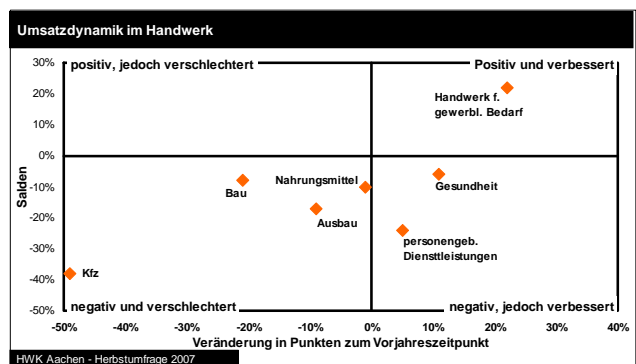 Umsatzdynamik im Handwerk
30%
20%
10%
0%
-10%
-20%
-30%
-40%
-50%
Salden
positiv, jedoch verschlechtert
Positiv und verbessert
Handwerk f.
gewerbl. Bedarf
Nahrungsmittel
Bau
Ausbau
Gesundheit
personengeb.
Diensttleistungen
Kfz
negativ und verschlechtert
negativ, jedoch verbessert
-50%
-40%
-30%
-20%
-10%
0%
10%
20%
30%
40%
Veränderung in Punkten zum Vorjahreszeitpunkt
HWK Aachen - Herbstumfrage 2007